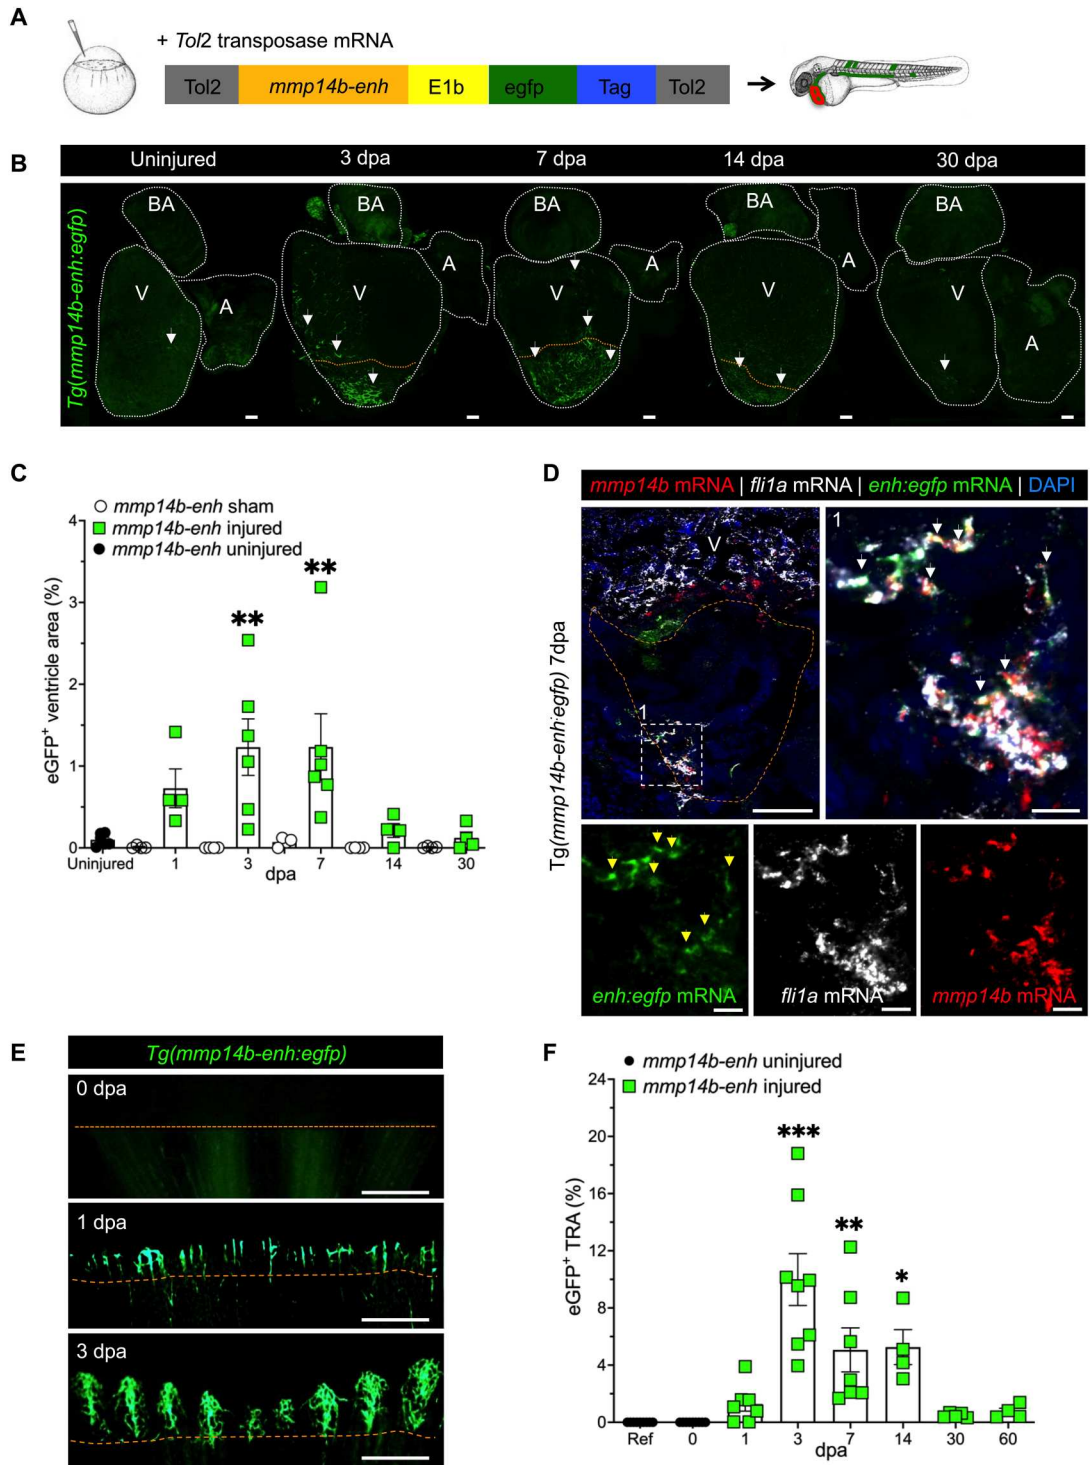 A
+ Tol2 transposase mRNA
Tol2 mmp14b-enh E1b egfp Tag Tol2
B
Uninjured 3 dpa 7 dpa 14 dpa 30 dpa
Tg(mmp14b-enh:egfp)
BA BA BA BA BA
V A V A V A V A V A
C
mmp14b-enh sham
mmp14b-enh injured
mmp14b-enh uninjured
eGFP+ ventricle area (%)
4
3
2
1
0
** **
Uninjured 1 3 7 14 30
dpa
D
mmp14b mRNA | fli1a mRNA | enh:egfp mRNA | DAPI
Tg(mmp14b-enh:egfp) 7dpa
V
1
1
enh:egfp mRNA
fli1a mRNA
mmp14b mRNA
E
Tg(mmp14b-enh:egfp)
0 dpa
1 dpa
3 dpa
F
mmp14b-enh uninjured
mmp14b-enh injured
eGFP+ TRA (%)
24
20
16
12
8
4
0
*** ** *
Ref 0 1 3 7 14 30 60
dpa